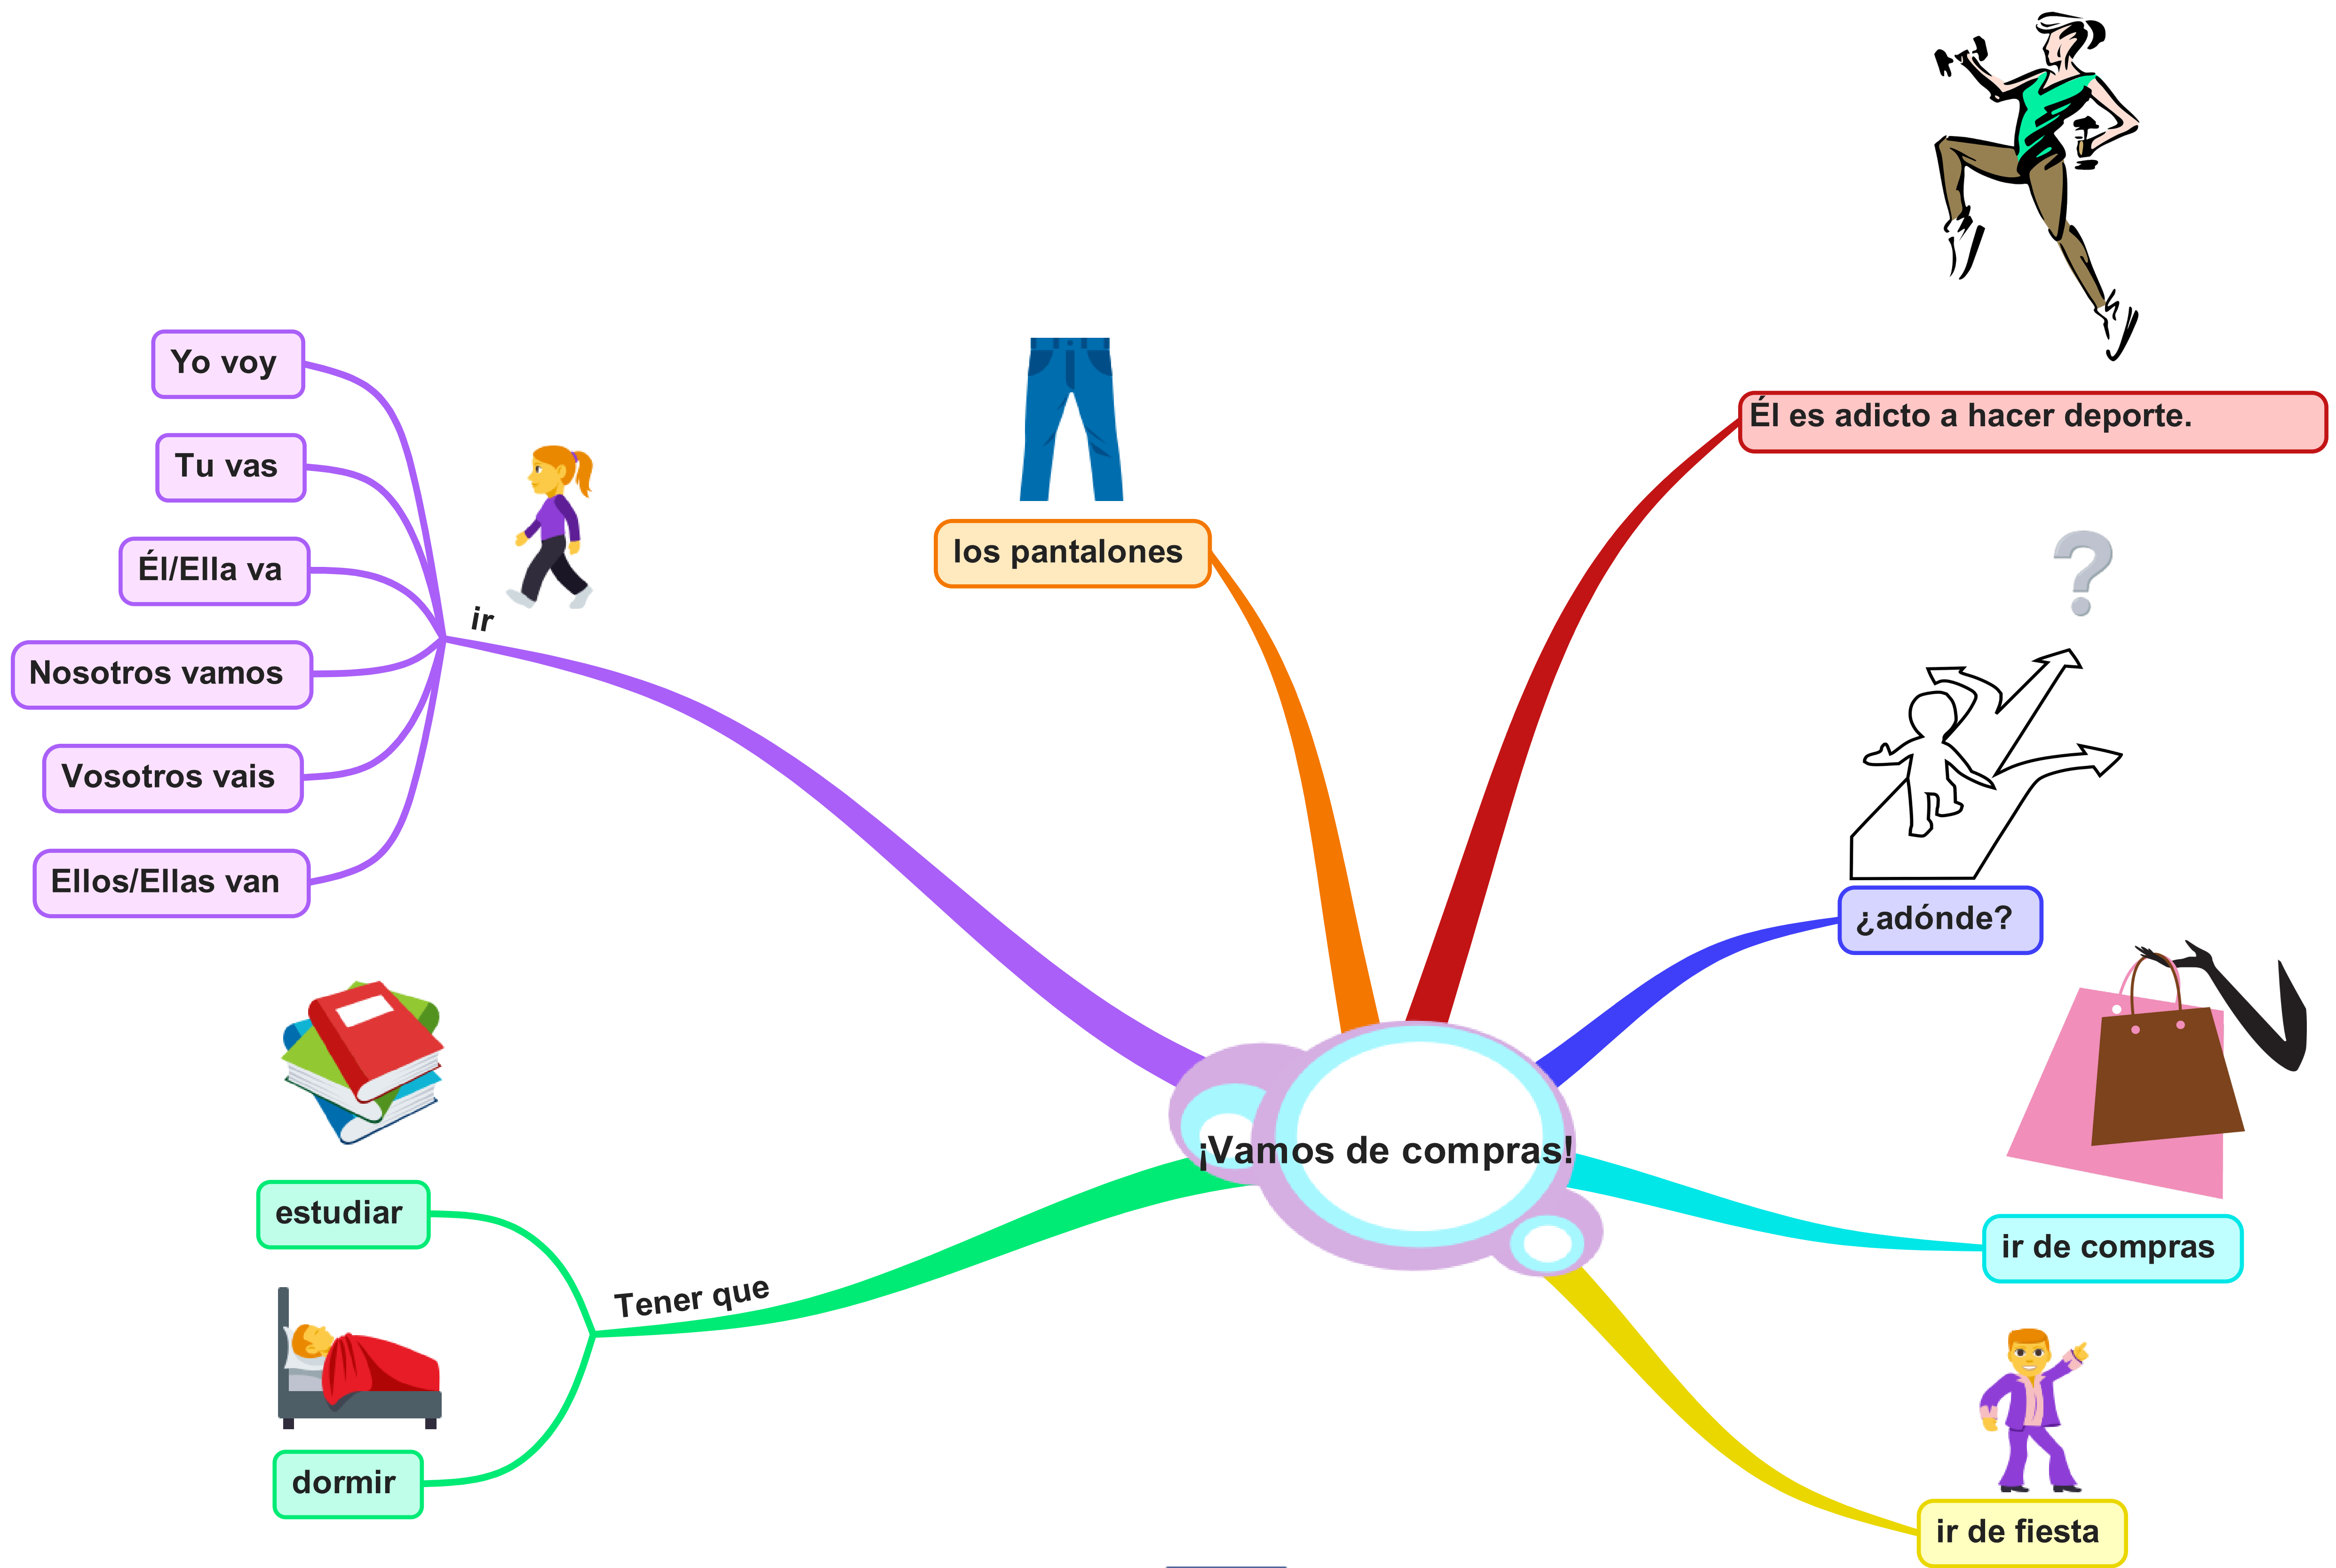 ¡Vamos de compras!
Él es adicto a hacer deporte.
¿adónde?
ir de compras
ir de fiesta
Tener que
estudiar
dormir
ir
Yo voy
Tu vas
Él/Ella va
Nosotros vamos
Vosotros vais
Ellos/Ellas van
los pantalones